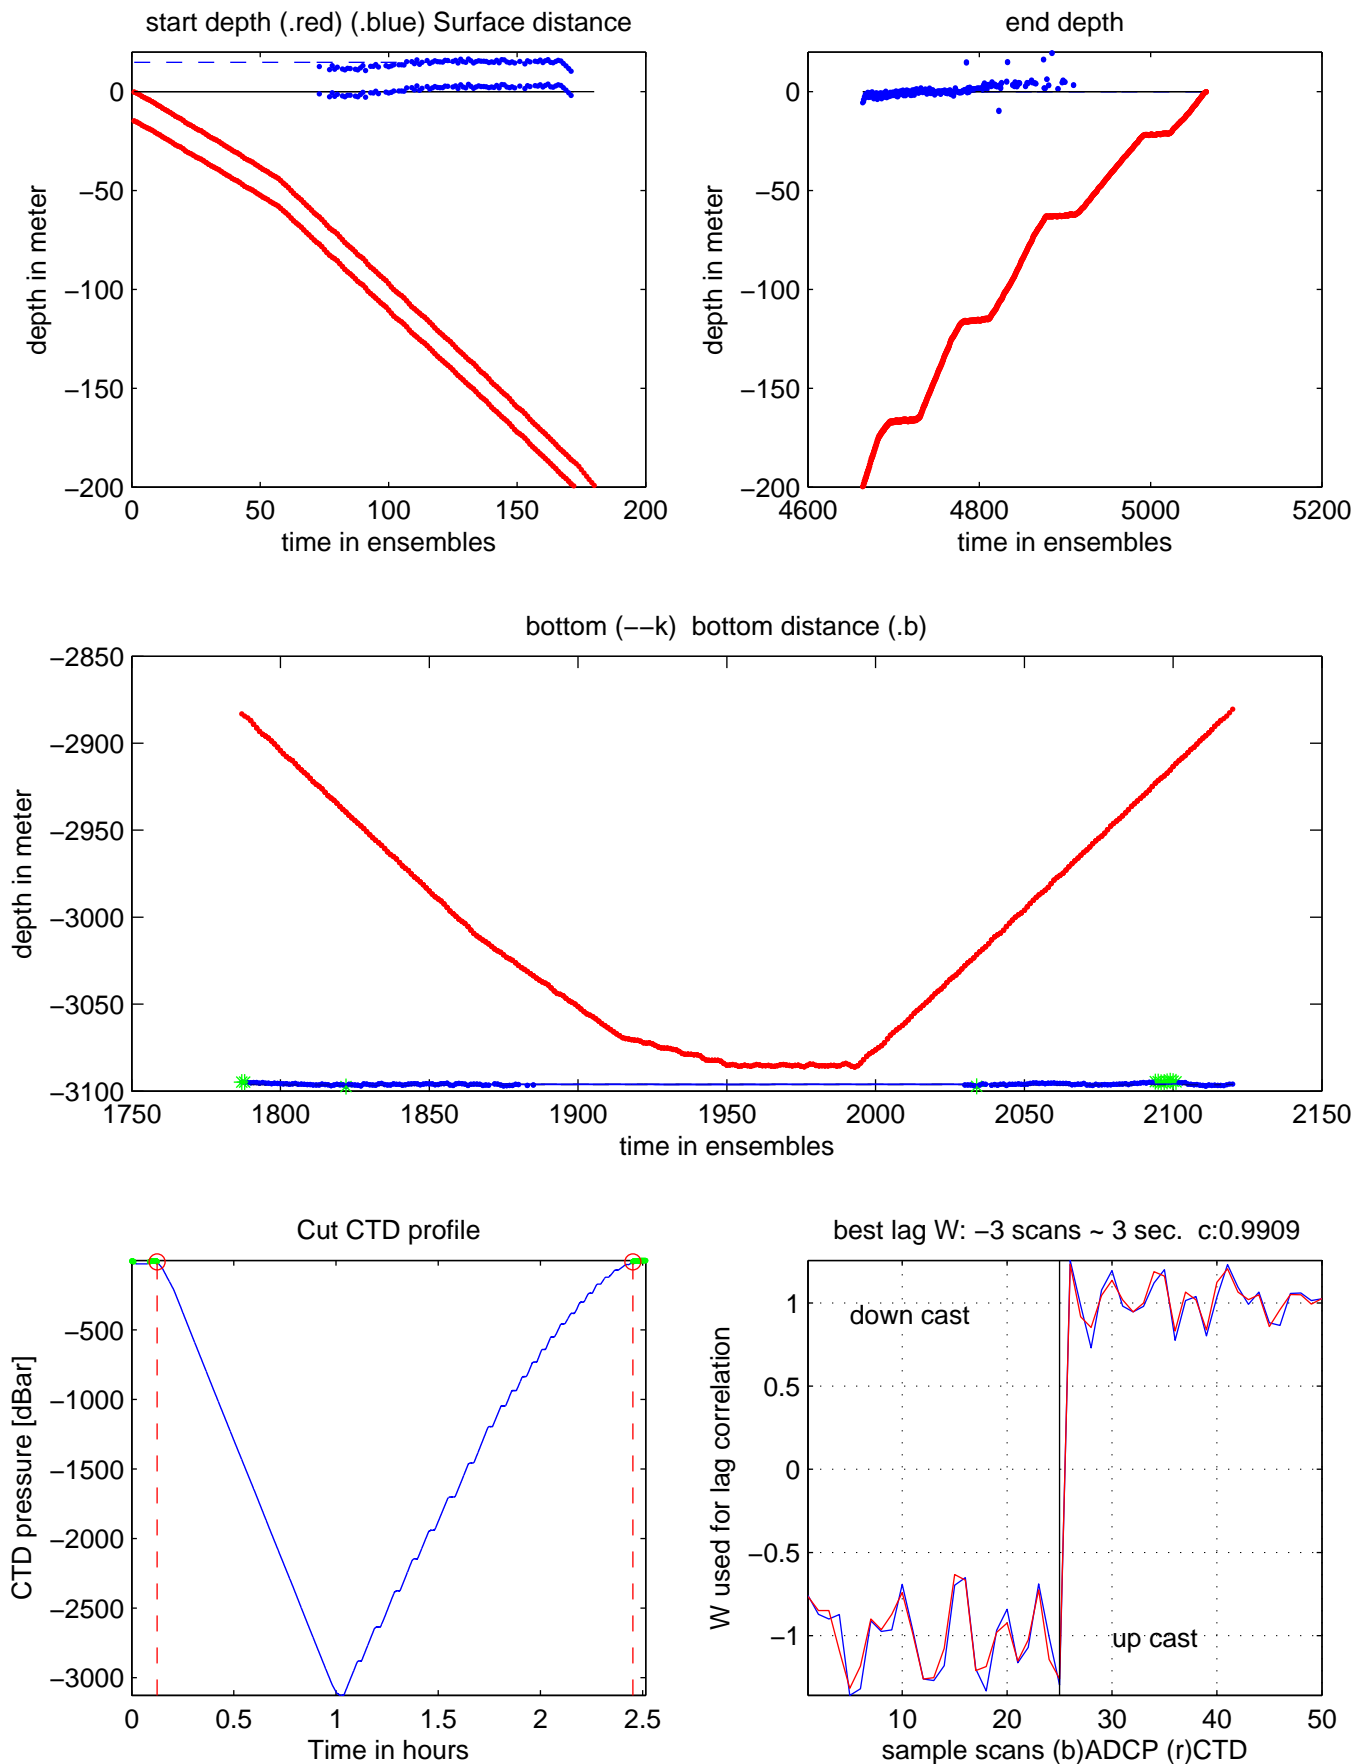 start depth (.red) (.blue) Surface distance
end depth
0
−50
−100
−150
−200
depth in meter
0 50 100 150 200
time in ensembles
0
−50
−100
−150
−200
depth in meter
4600 4800 5000 5200
time in ensembles
bottom (−−k)  bottom distance (.b)
−2850
−2900
−2950
−3000
−3050
−3100
depth in meter
1750 1800 1850 1900 1950 2000 2050 2100 2150
time in ensembles
Cut CTD profile
−500
−1000
−1500
−2000
−2500
−3000
CTD pressure [dBar]
0 0.5 1 1.5 2 2.5
Time in hours
best lag W: −3 scans ~ 3 sec.  c:0.9909
1
0.5
0
−0.5
−1
W used for lag correlation
down cast
up cast
10 20 30 40 50
sample scans (b)ADCP (r)CTD